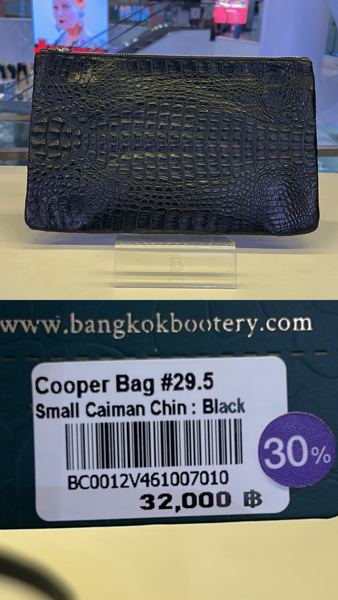 www.bangkokbootery.com
Cooper Bag #29.5
Small Caiman Chin : Black
30%
BC0012V461007010
32,000 ฿